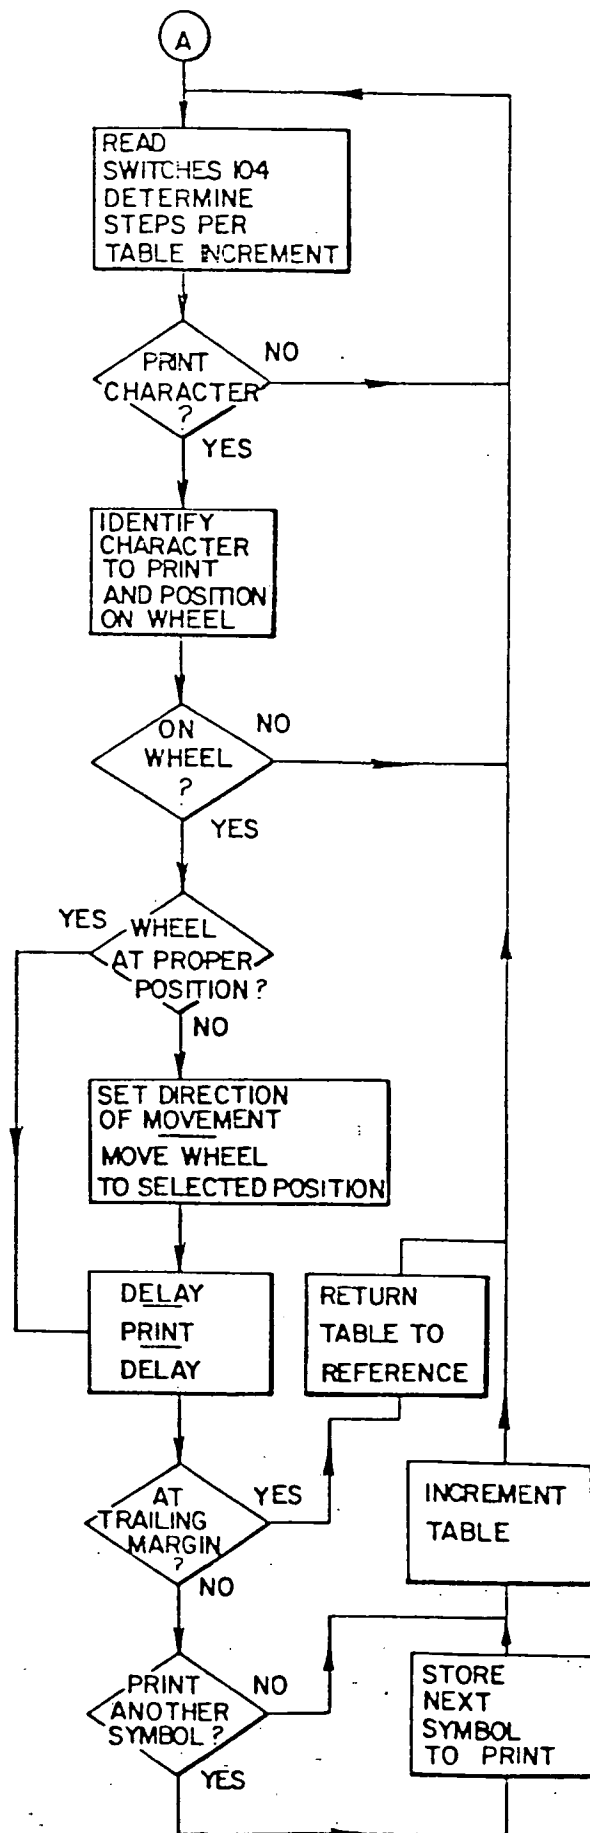 A
READ
SWITCHES 104
DETERMINE
STEPS PER
TABLE INCREMENT
PRINT
CHARACTER
?
NO
YES
IDENTIFY
CHARACTER
TO PRINT
AND POSITION
ON WHEEL
ON
WHEEL
?
NO
YES
YES
WHEEL
AT PROPER
POSITION?
NO
SET DIRECTION
OF MOVEMENT
MOVE WHEEL
TO SELECTED POSITION
DELAY
PRINT
DELAY
RETURN
TABLE TO
REFERENCE
AT
TRAILING
MARGIN
?
YES
NO
INCREMENT
TABLE
PRINT
ANOTHER
SYMBOL?
NO
YES
STORE
NEXT
SYMBOL
TO PRINT